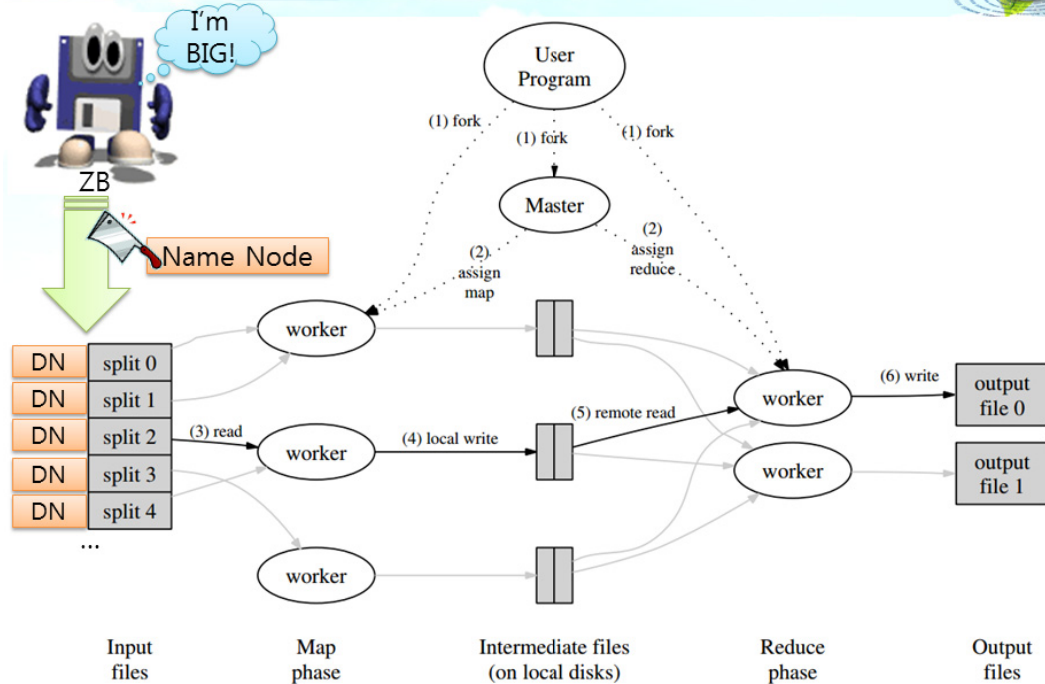 I'm
BIG!
ZB
Name Node
User
Program
(1) fork
(1) fork
(1) fork
Master
(2)
assign
map
(2)
assign
reduce
worker
DN
split 0
DN
split 1
DN
split 2
DN
split 3
DN
split 4
...
(3) read
worker
(4) local write
worker
(5) remote read
worker
(6) write
output
file 0
worker
output
file 1
Input
files
Map
phase
Intermediate files
(on local disks)
Reduce
phase
Output
files